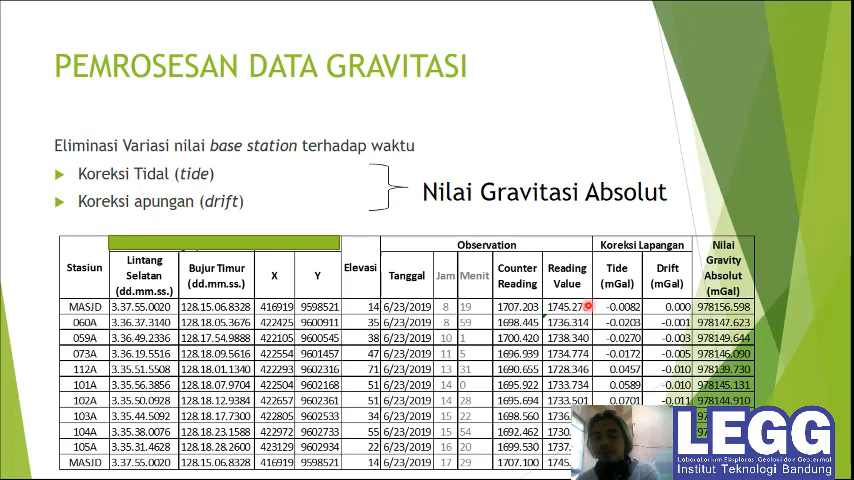 PEMROSESAN DATA GRAVITASI
Eliminasi Variasi nilai base station terhadap waktu
Koreksi Tidal (tide)
Koreksi apungan (drift)
Nilai Gravitasi Absolut
Stasiun Lintang Selatan (dd.mm.ss.) Bujur Timur (dd.mm.ss.) X Y Elevasi Observation Tanggal Jam Menit Counter Reading Reading Value Koreksi Lapangan Tide (mGal) Drift (mGal) Nilai Gravity Absolut (mGal)
MASJD 3.37.55.0020 128.15.06.8328 416919 9598521 14 6/23/2019 8 19 1707.203 1745.27 -0.0082 0.000 978156.598
060A 3.36.37.3140 128.18.05.3676 422425 9600911 35 6/23/2019 8 59 1698.445 1736.314 -0.0203 -0.001 978147.623
059A 3.36.49.2336 128.17.54.9888 422105 9600545 38 6/23/2019 10 1 1700.420 1738.340 -0.0270 -0.003 978149.644
073A 3.36.19.5516 128.18.09.5616 422554 9601457 47 6/23/2019 11 5 1696.939 1734.774 -0.0172 -0.005 978146.090
112A 3.35.51.5508 128.18.01.1340 422293 9602316 71 6/23/2019 13 31 1690.655 1728.346 0.0457 -0.010 978139.730
101A 3.35.56.3856 128.18.07.9704 422504 9602168 51 6/23/2019 14 0 1695.922 1733.734 0.0589 -0.010 978145.131
102A 3.35.50.0928 128.18.12.9384 422657 9602361 51 6/23/2019 14 28 1695.694 1733.501 0.0701 -0.011 978144.910
103A 3.35.44.5092 128.18.17.7300 422805 9602533 34 6/23/2019 15 22 1698.560 1736.
104A 3.35.38.0076 128.18.23.1588 422972 9602733 55 6/23/2019 15 54 1692.462 1730.
105A 3.35.31.4628 128.18.28.2600 423129 9602934 22 6/23/2019 16 20 1699.530 1737.
MASJD 3.37.55.0020 128.15.06.8328 416919 9598521 14 6/23/2019 17 29 1707.100 1745.
LEGG
Laboratorium Eksplorasi Geologi dan Geotermal
Institut Teknologi Bandung